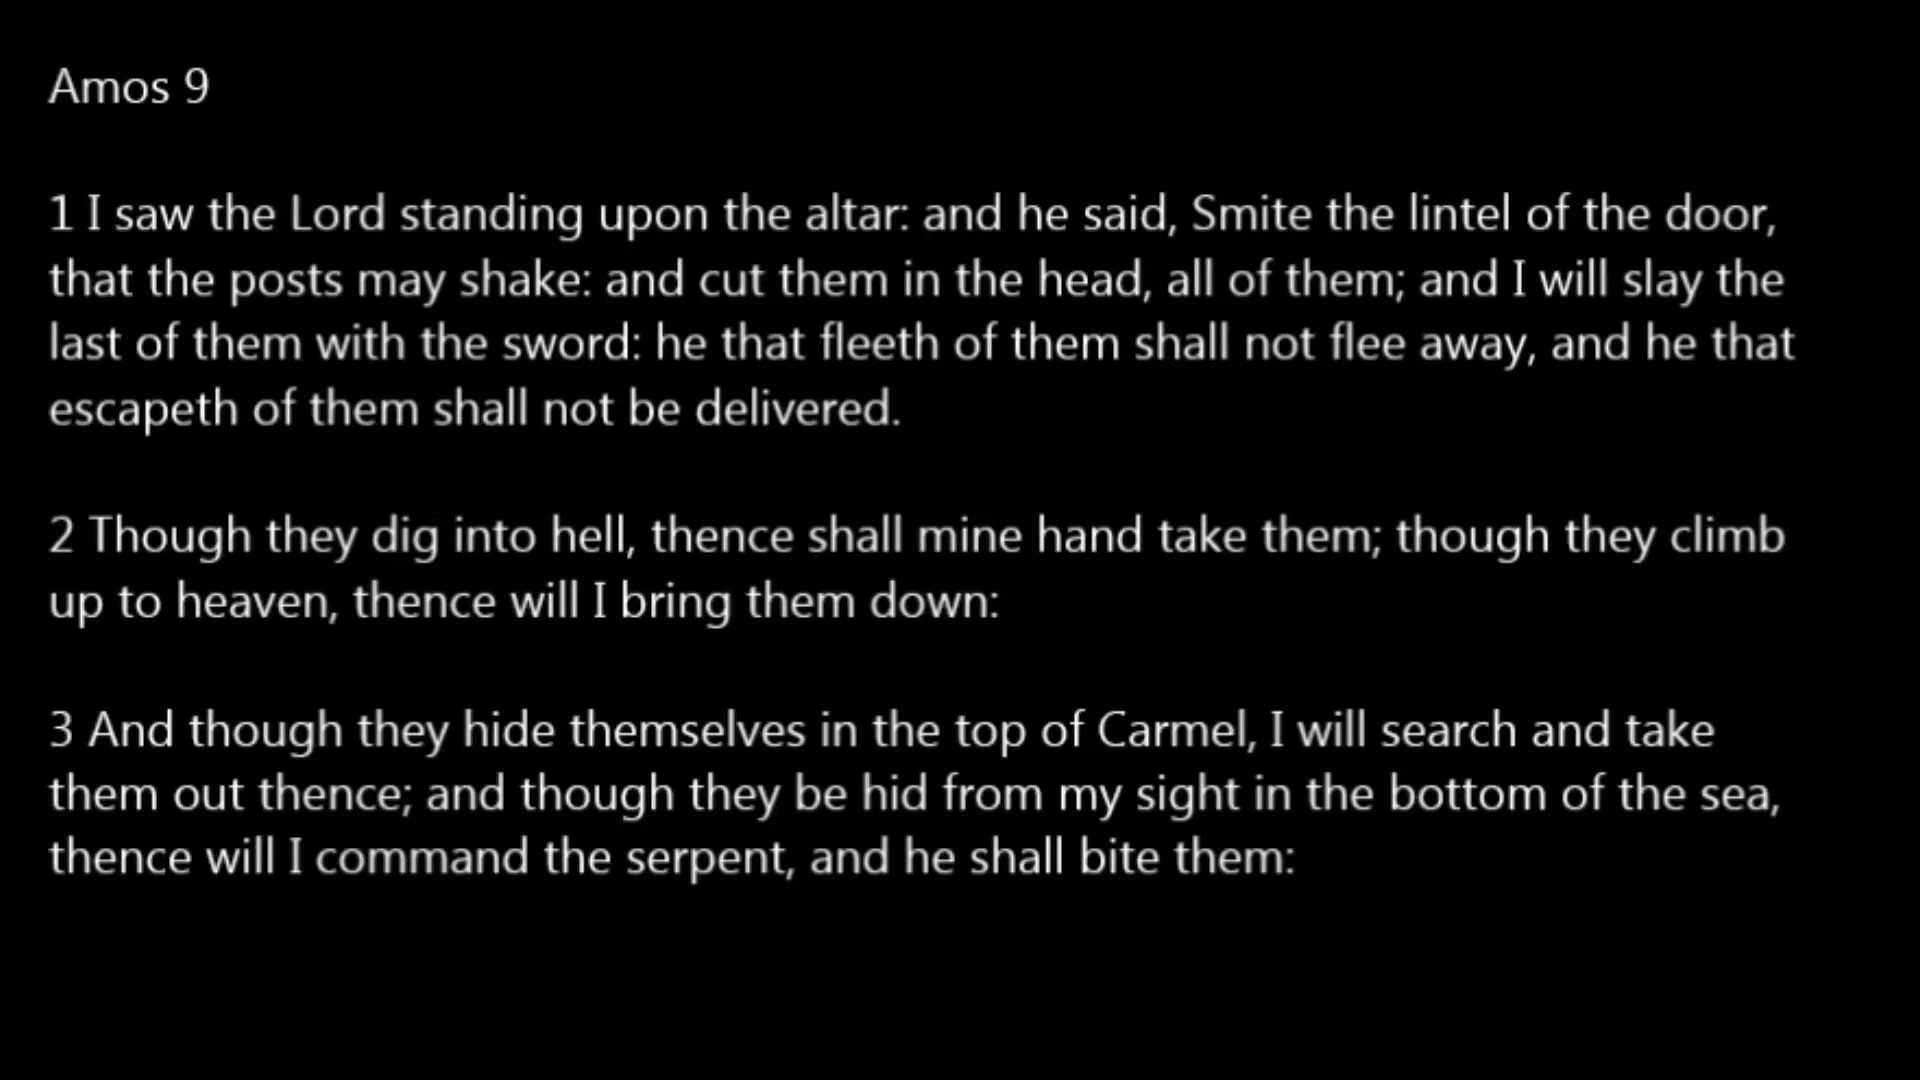 Amos 9
1 I saw the Lord standing upon the altar: and he said, Smite the lintel of the door,
that the posts may shake: and cut them in the head, all of them; and I will slay the
last of them with the sword: he that fleeth of them shall not flee away, and he that
escapeth of them shall not be delivered.
2 Though they dig into hell, thence shall mine hand take them; though they climb
up to heaven, thence will I bring them down:
3 And though they hide themselves in the top of Carmel, I will search and take
them out thence; and though they be hid from my sight in the bottom of the sea,
thence will I command the serpent, and he shall bite them: